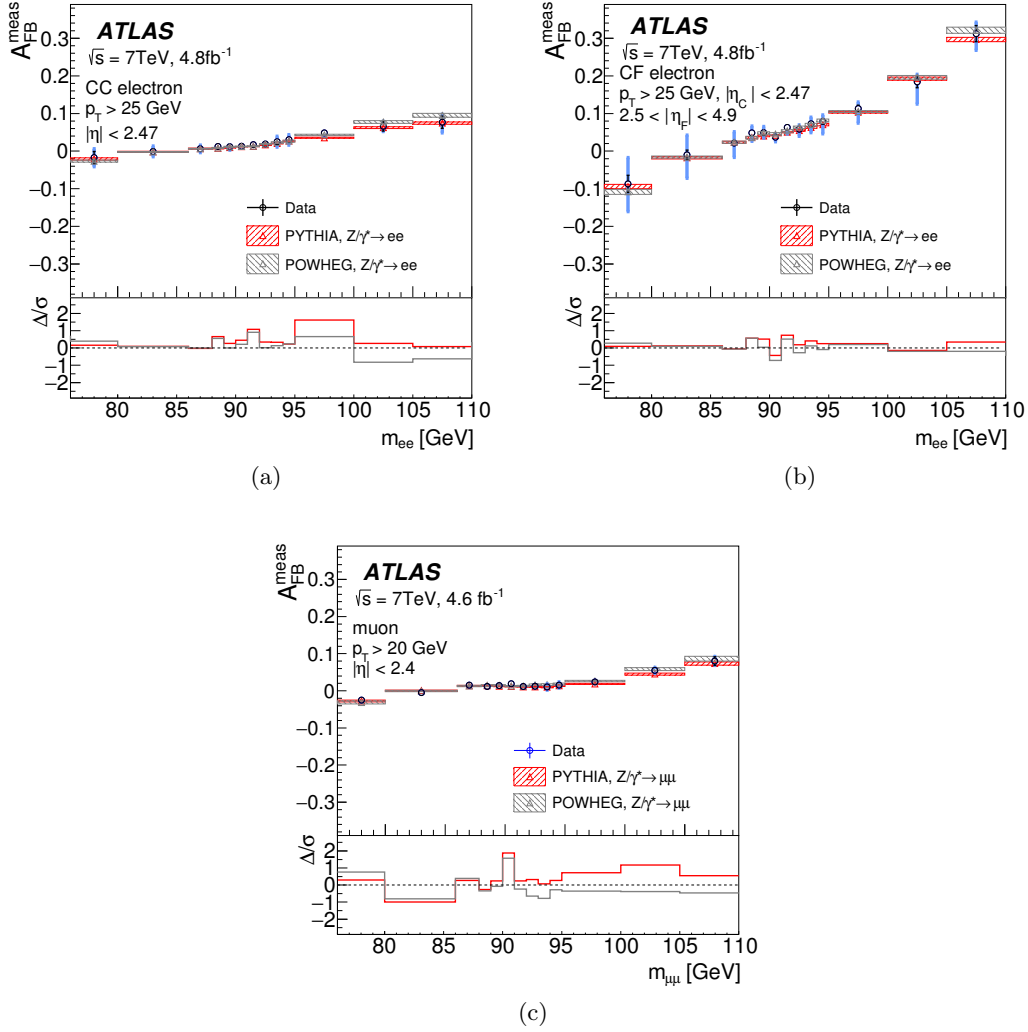 A_FB^meas
ATLAS
√s = 7TeV, 4.8fb⁻¹
CC electron
p_T > 25 GeV
|η| < 2.47
0.3
0.2
0.1
0
−0.1
−0.2
−0.3
Data
PYTHIA, Z/γ*→ee
POWHEG, Z/γ*→ee
Δ/σ
2
1
0
−1
−2
80 85 90 95 100 105 110
m_ee [GeV]
(a)
A_FB^meas
ATLAS
√s = 7TeV, 4.8fb⁻¹
CF electron
p_T > 25 GeV, |η_C| < 2.47
2.5 < |η_F| < 4.9
0.3
0.2
0.1
0
−0.1
−0.2
−0.3
Data
PYTHIA, Z/γ*→ee
POWHEG, Z/γ*→ee
Δ/σ
2
1
0
−1
−2
80 85 90 95 100 105 110
m_ee [GeV]
(b)
A_FB^meas
ATLAS
√s = 7TeV, 4.6 fb⁻¹
muon
p_T > 20 GeV
|η| < 2.4
0.3
0.2
0.1
0
−0.1
−0.2
−0.3
Data
PYTHIA, Z/γ*→μμ
POWHEG, Z/γ*→μμ
Δ/σ
2
1
0
−1
−2
80 85 90 95 100 105 110
m_μμ [GeV]
(c)